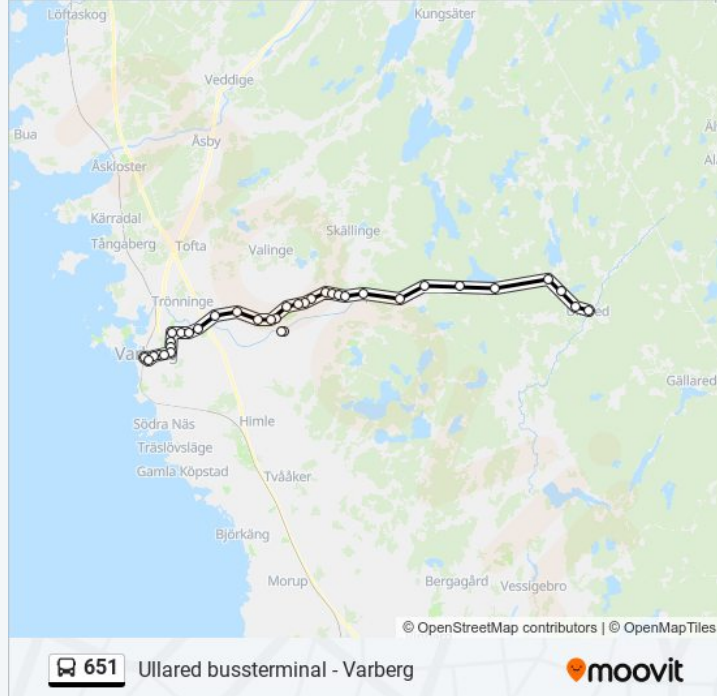 Löftaskog
Kungsäter
Veddige
Bua
Åsby
Åskloster
Kärradal
Tångaberg
Tofta
Skällinge
Valinge
Trönninge
Gällared
Södra Näs
Himle
Träslövsläge
Gamla Köpstad
Tvååker
Björkäng
Morup
Bergagård
Vessigebro
© OpenStreetMap contributors | © OpenMapTiles
651 Ullared bussterminal - Varberg
moovit